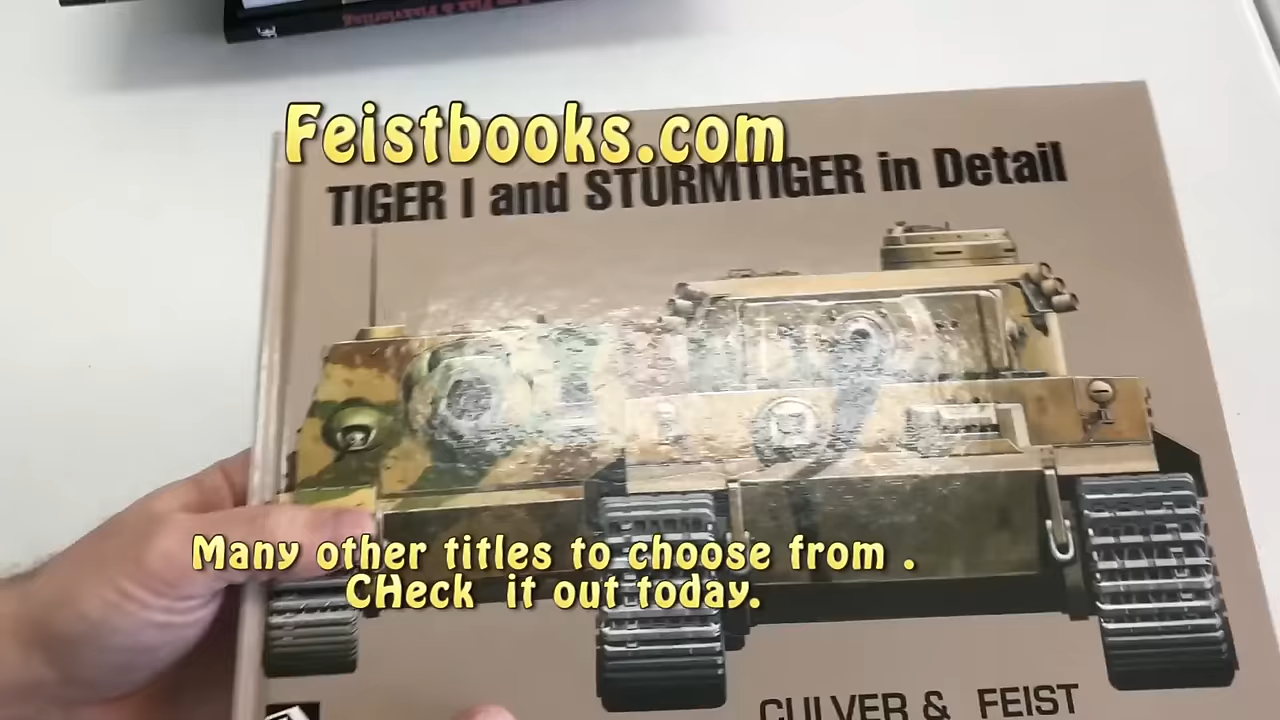 Feistbooks.com
TIGER I and STURMTIGER in Detail
Many other titles to choose from .
CHeck it out today.
CULVER & FEIST